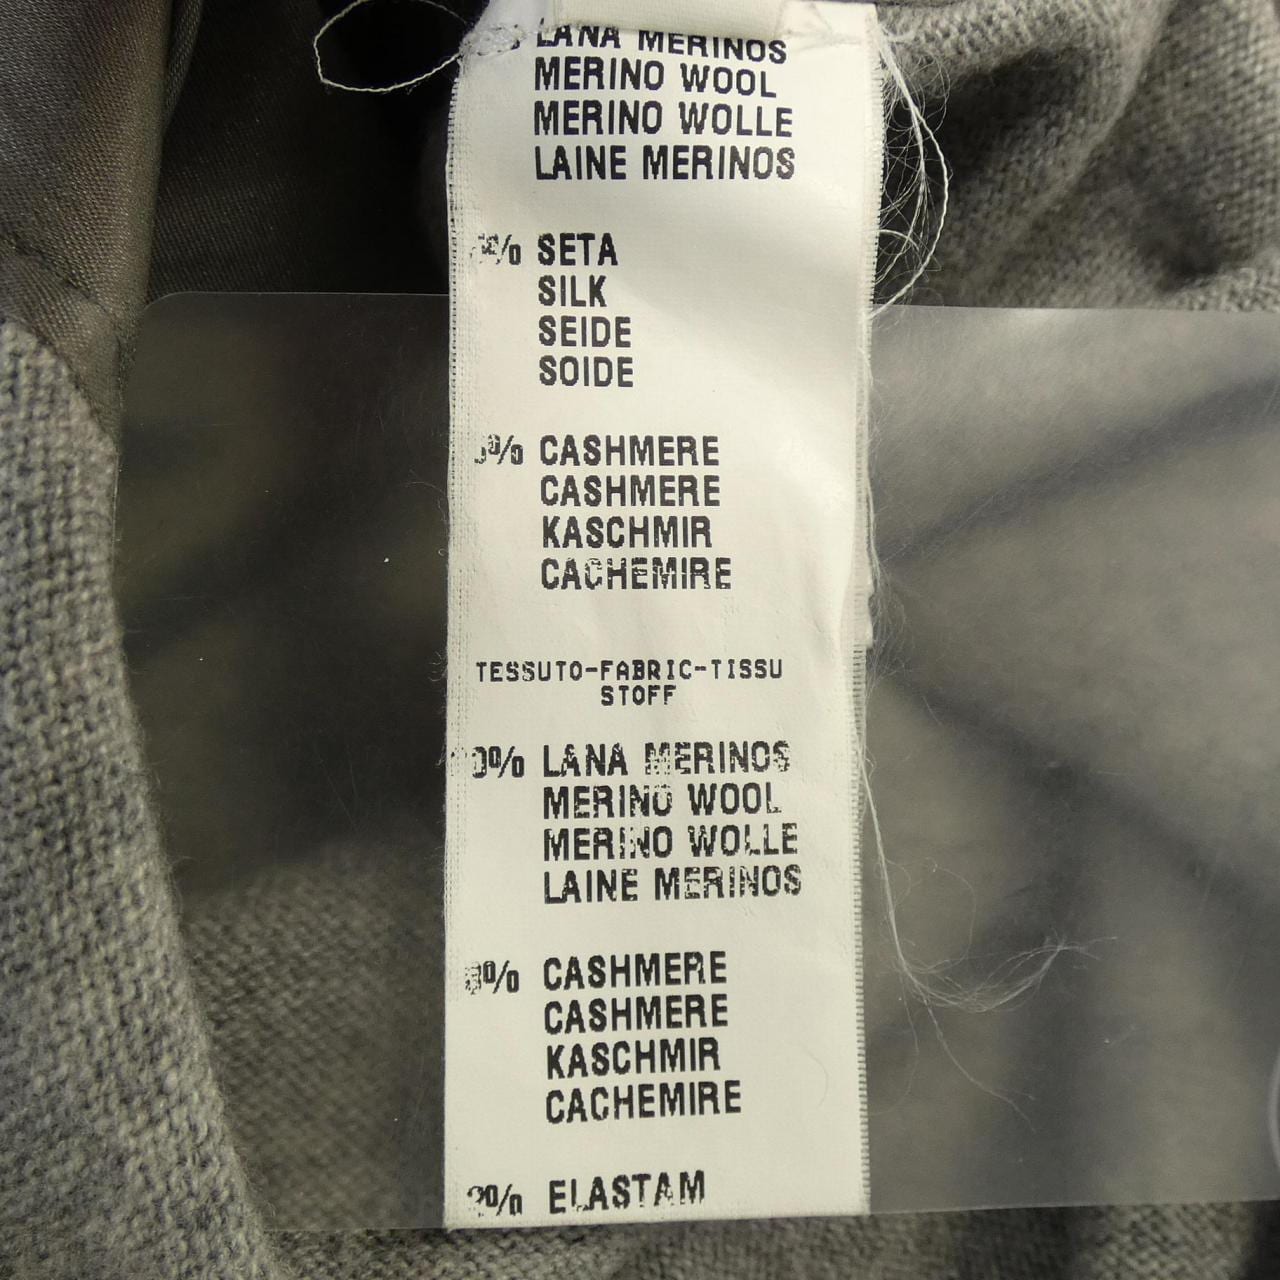 LANA MERINOS
MERINO WOOL
MERINO WOLLE
LAINE MERINOS
% SETA
SILK
SEIDE
SOIDE
% CASHMERE
CASHMERE
KASCHMIR
CACHEMIRE
TESSUTO-FABRIC-TISSU
STOFF
0% LANA MERINOS
MERINO WOOL
MERINO WOLLE
LAINE MERINOS
% CASHMERE
CASHMERE
KASCHMIR
CACHEMIRE
% ELASTAM